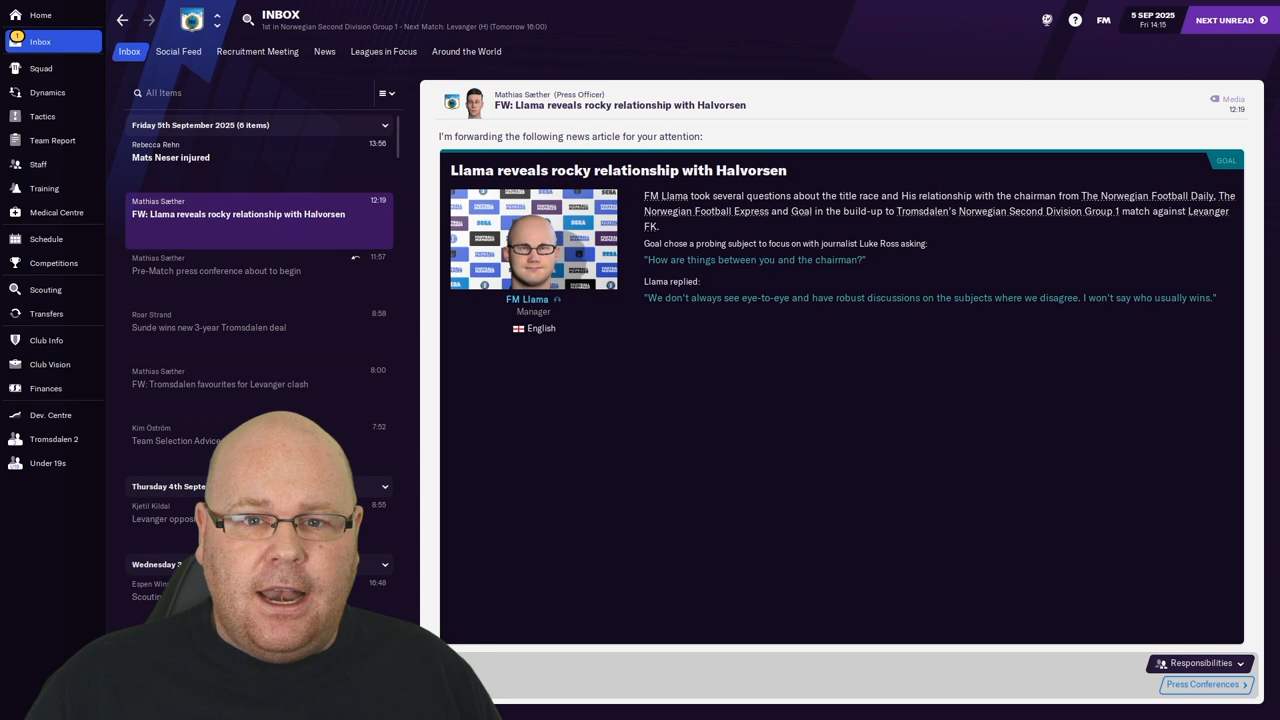 Home
1
Inbox
Squad
Dynamics
Tactics
Team Report
Staff
Training
Medical Centre
Schedule
Competitions
Scouting
Transfers
Club Info
Club Vision
Finances
Dev. Centre
Tromsdalen 2
Under 19s
INBOX
1st in Norwegian Second Division Group 1 - Next Match: Levanger (H) (Tomorrow 16:00)
?
FM
5 SEP 2025
Fri 14:15
NEXT UNREAD
Inbox
Social Feed
Recruitment Meeting
News
Leagues in Focus
Around the World
All Items
Friday 5th September 2025 (6 items)
Rebecca Rehn 13:56
Mats Neser injured
Mathias Sæther 12:19
FW: Llama reveals rocky relationship with Halvorsen
Mathias Sæther 11:57
Pre-Match press conference about to begin
Roar Strand 8:58
Sunde wins new 3-year Tromsdalen deal
Mathias Sæther 8:00
FW: Tromsdalen favourites for Levanger clash
Kim Öström 7:52
Team Selection Advice
Thursday 4th Septe
Kjetil Kildal 8:55
Levanger oppos
Wednesday 3
Espen Wins 16:48
Scoutin
Mathias Sæther (Press Officer)
FW: Llama reveals rocky relationship with Halvorsen
Media
12:19
I'm forwarding the following news article for your attention:
GOAL
Llama reveals rocky relationship with Halvorsen
SEGA
FM Llama
Manager
English
FM Llama took several questions about the title race and His relationship with the chairman from The Norwegian Football Daily, The
Norwegian Football Express and Goal in the build-up to Tromsdalen's Norwegian Second Division Group 1 match against Levanger
FK.
Goal chose a probing subject to focus on with journalist Luke Ross asking:
"How are things between you and the chairman?"
Llama replied:
"We don't always see eye-to-eye and have robust discussions on the subjects where we disagree. I won't say who usually wins."
Responsibilities
Press Conferences